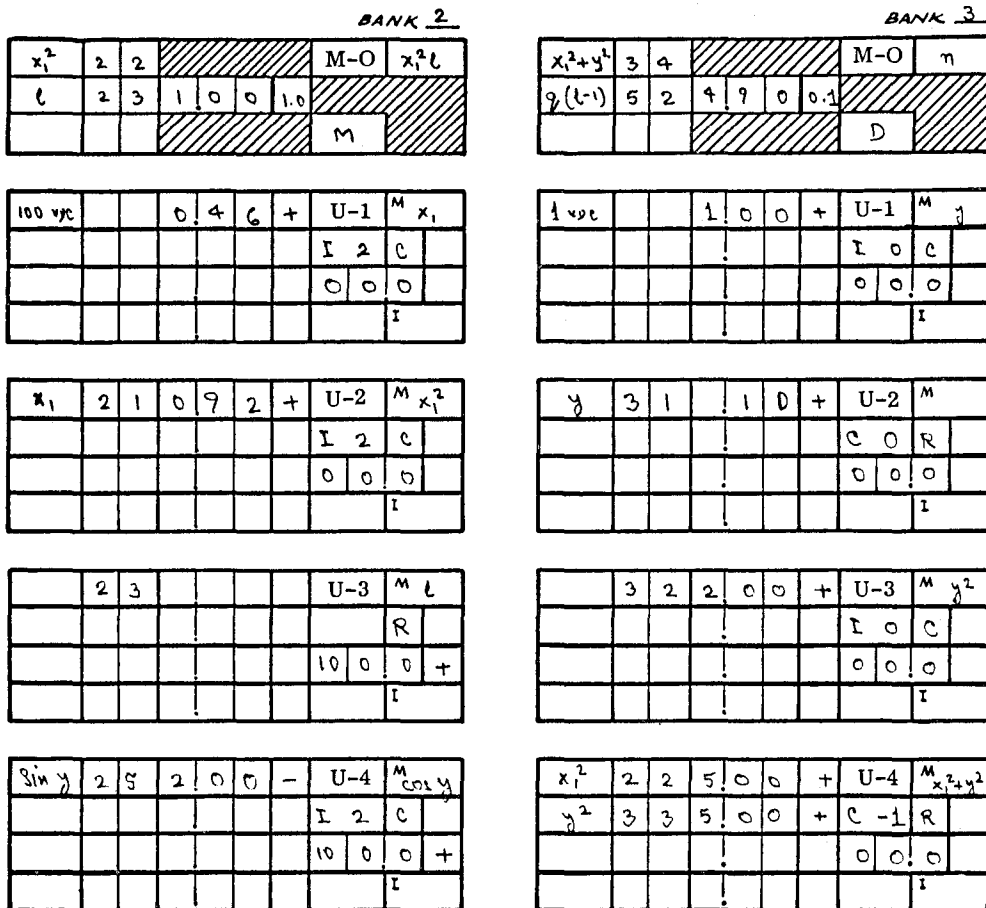 BANK 2
x₁² 2 2 M-O x₁²ℓ
ℓ 2 3 1.0 0 1.0
M
100 vdc 0.4 6 + U-1 M x₁
I 2 C
0 0.0
I
x₁ 2 1 0.9 2 + U-2 M x₁²
I 2 C
0 0.0
I
2 3 U-3 M ℓ
R
10 0.0 +
I
Sin y 2 5 2.0 0 - U-4 M cos y
I 2 C
10 0.0 +
I
BANK 3
x₁²+y² 3 4 M-O η
(ℓ-1) 5 2 4.9 0 0.1
D
1 vdc 1.0 0 + U-1 M y
I 0 C
0 0.0
I
y 3 1 .1 0 + U-2 M
C 0 R
0 0.0
I
3 2 2.0 0 + U-3 M y²
I 0 C
0 0.0
I
x₁² 2 2 5.0 0 + U-4 M x₁²+y²
y² 3 3 5.0 0 + C -1 R
0 0.0
I